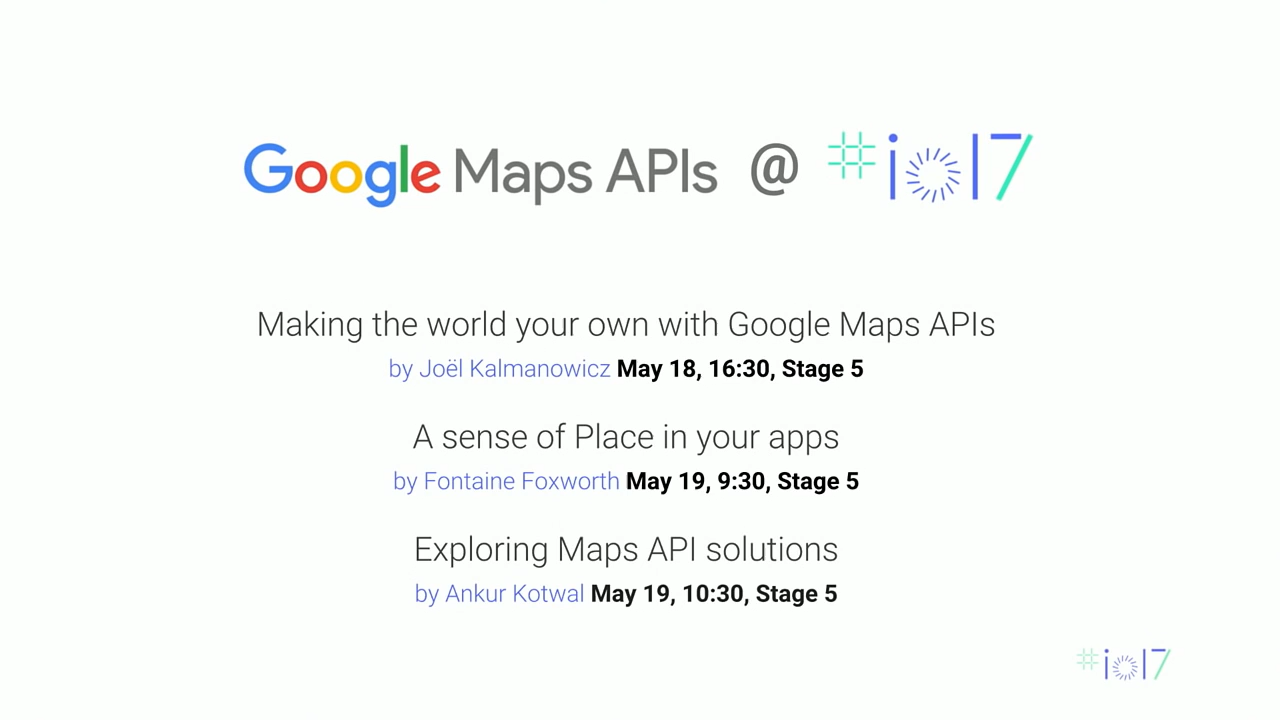 Google Maps APIs @ #io17
Making the world your own with Google Maps APIs
by Joël Kalmanowicz May 18, 16:30, Stage 5
A sense of Place in your apps
by Fontaine Foxworth May 19, 9:30, Stage 5
Exploring Maps API solutions
by Ankur Kotwal May 19, 10:30, Stage 5
#io17